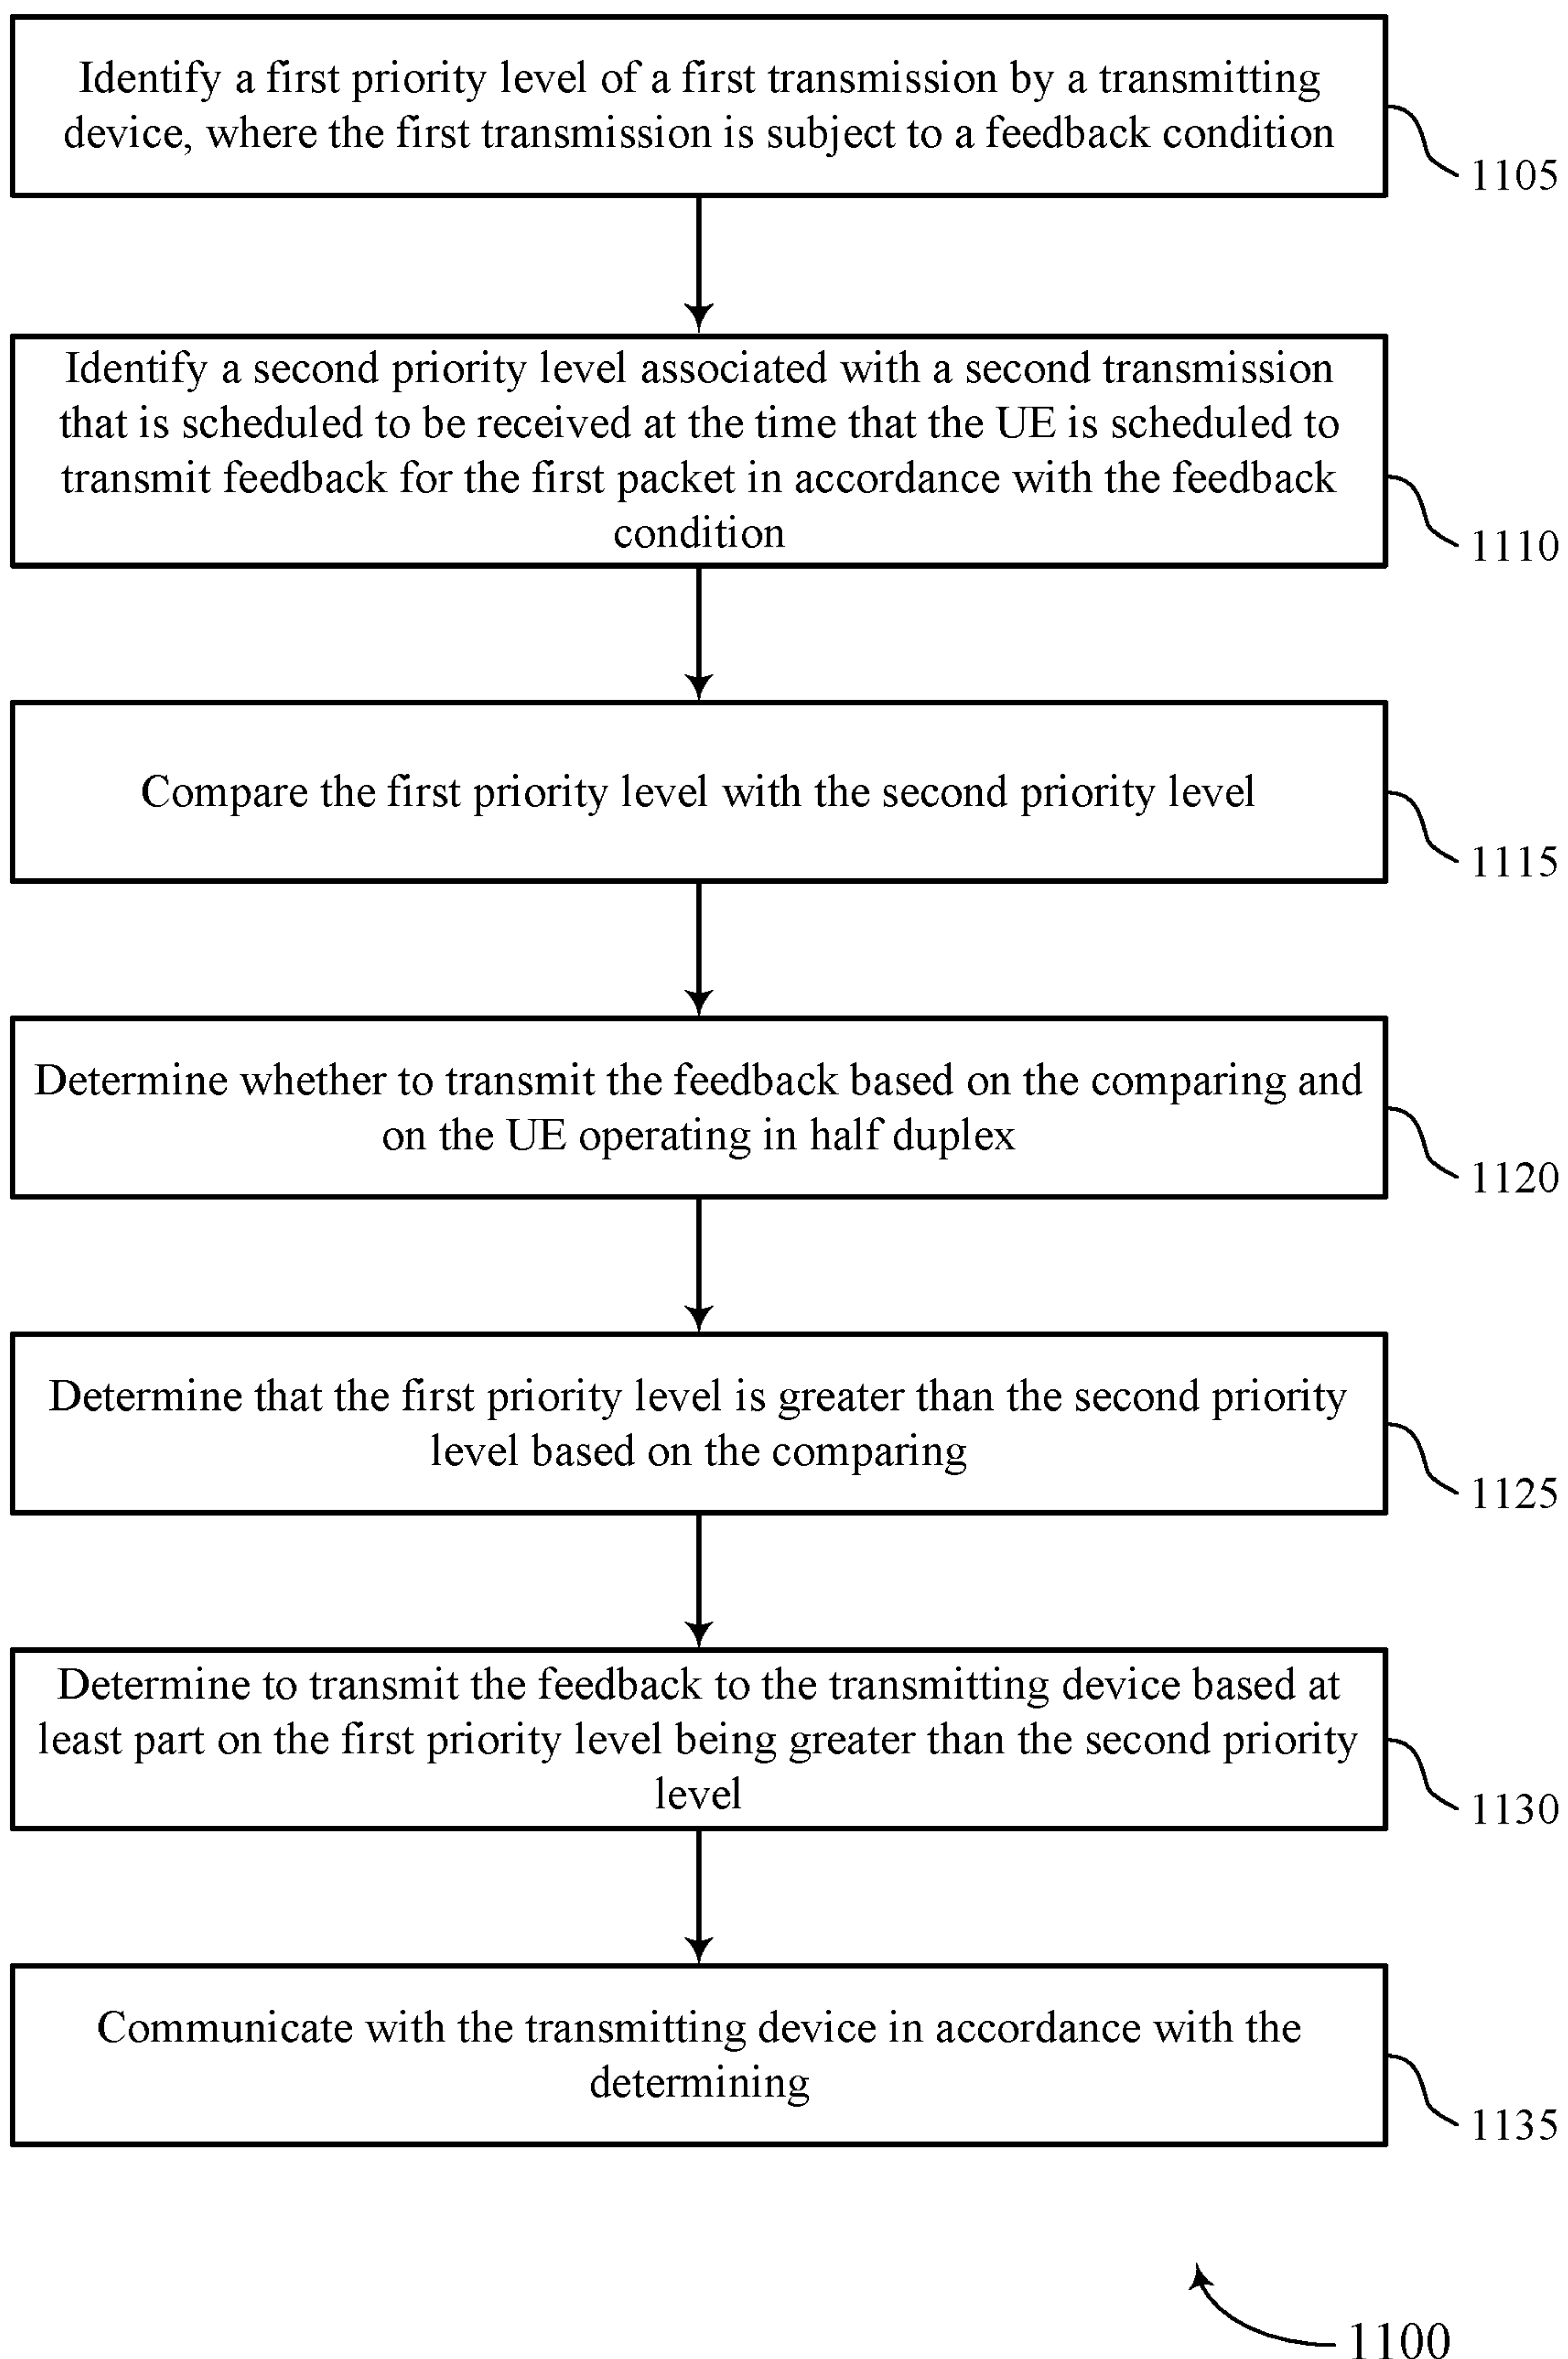 Identify a first priority level of a first transmission by a transmitting
device, where the first transmission is subject to a feedback condition
1105
Identify a second priority level associated with a second transmission
that is scheduled to be received at the time that the UE is scheduled to
transmit feedback for the first packet in accordance with the feedback
condition
1110
Compare the first priority level with the second priority level
1115
Determine whether to transmit the feedback based on the comparing and
on the UE operating in half duplex
1120
Determine that the first priority level is greater than the second priority
level based on the comparing
1125
Determine to transmit the feedback to the transmitting device based at
least part on the first priority level being greater than the second priority
level
1130
Communicate with the transmitting device in accordance with the
determining
1135
1100